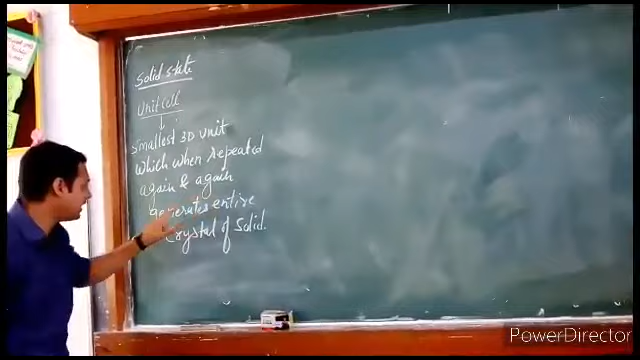 Solid state
Unit cell
smallest 3D unit
which when repeated
again & again
generates entire
Crystal of Solid.
PowerDirector